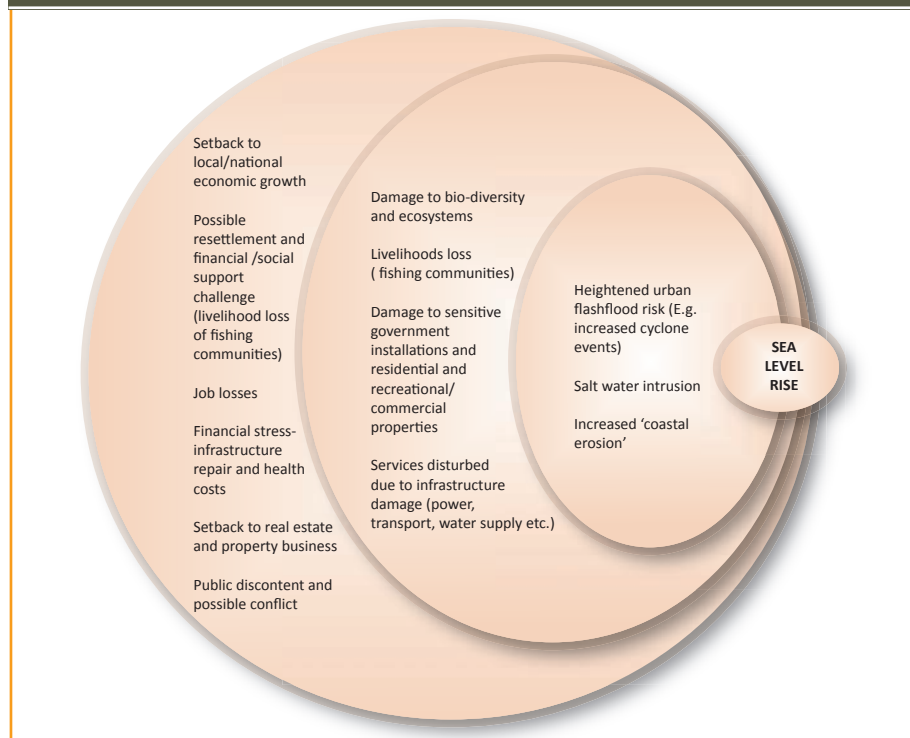 Setback to
local/national
economic growth
Possible
resettlement and
financial /social
support
challenge
(livelihood loss
of fishing
communities)
Job losses
Financial stress-
infrastructure
repair and health
costs
Setback to real estate
and property business
Public discontent and
possible conflict
Damage to bio-diversity
and ecosystems
Livelihoods loss
( fishing communities)
Damage to sensitive
government
installations and
residential and
recreational/
commercial
properties
Services disturbed
due to infrastructure
damage (power,
transport, water supply etc.)
Heightened urban
flashflood risk (E.g.
increased cyclone
events)
Salt water intrusion
Increased ‘coastal
erosion’
SEA
LEVEL
RISE